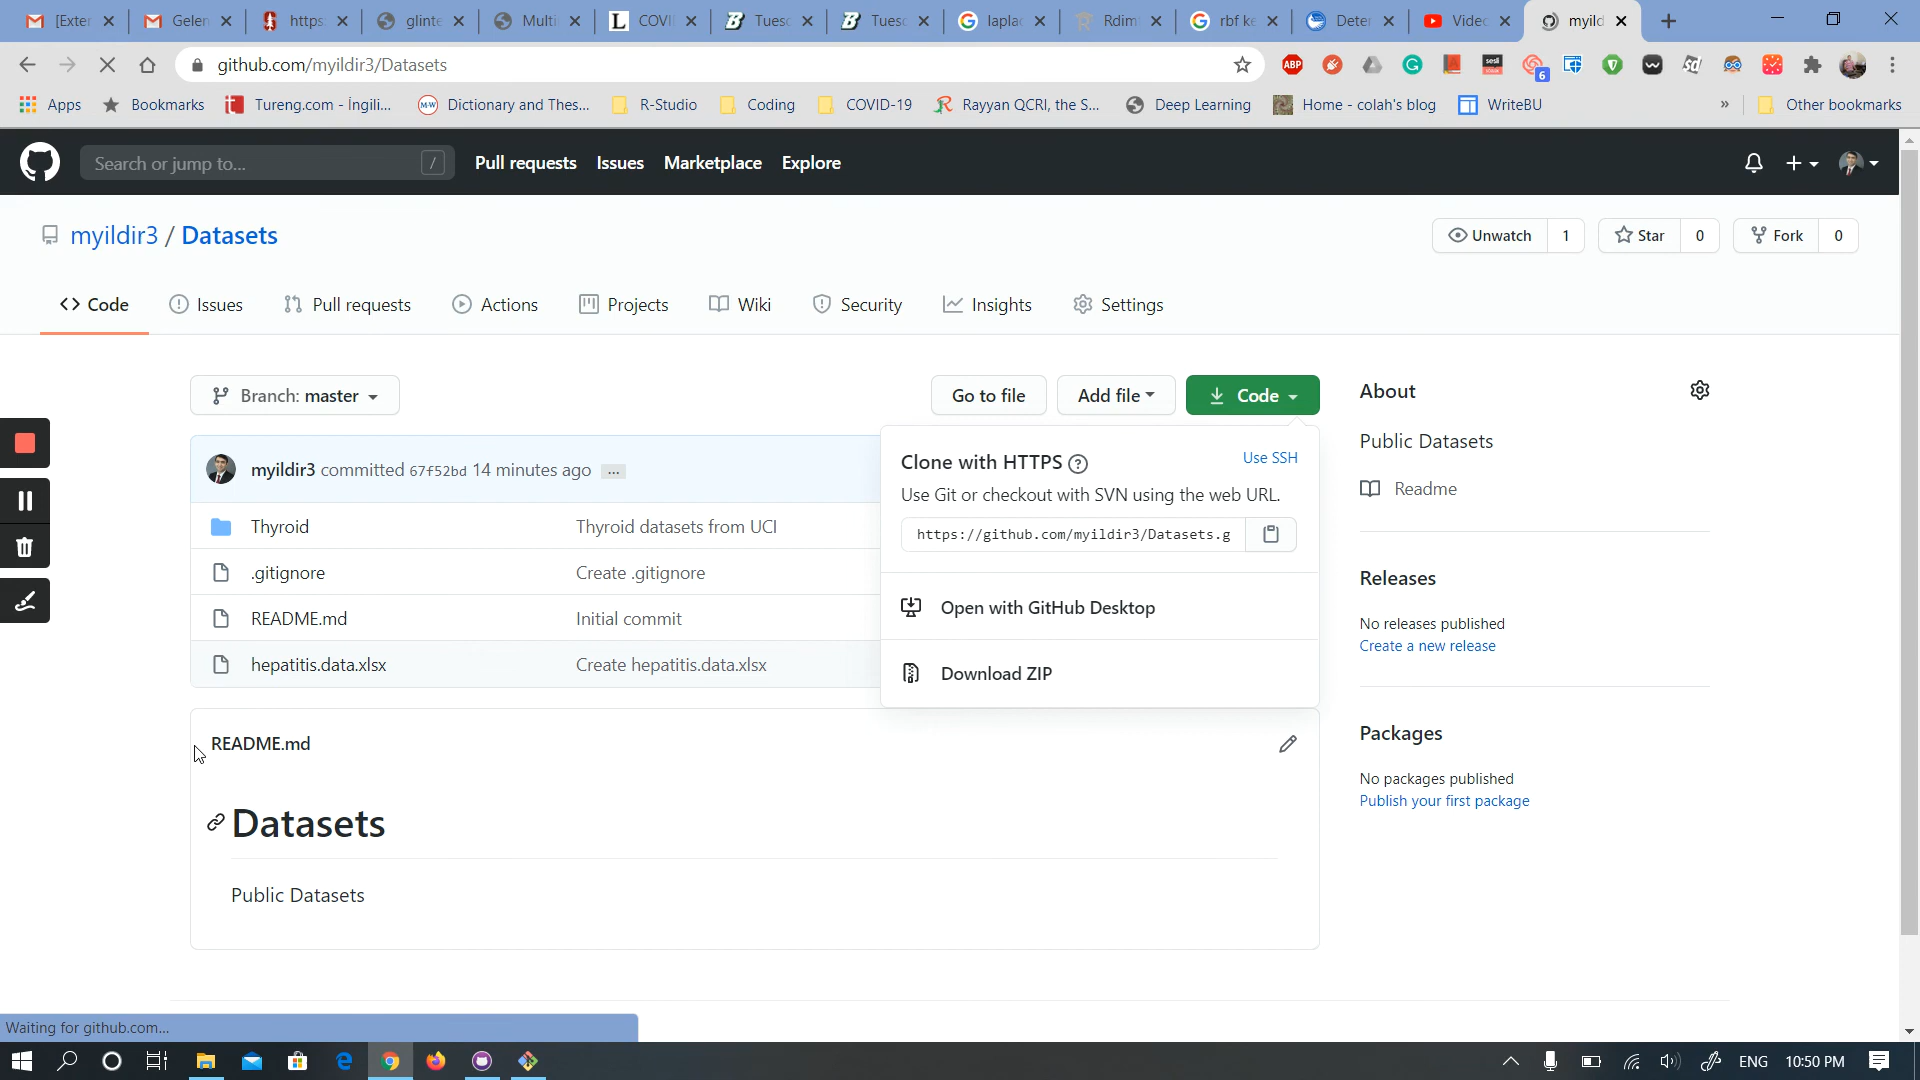 [Exter
Gelen
https
glinte
Multi
COVI
Tuesc
Tuesc
laplac
Rdim
rbf ke
Deter
Videc
myild
github.com/myildir3/Datasets
ABP
sesli
6
Apps
Bookmarks
Tureng.com - İngili...
Dictionary and Thes...
R-Studio
Coding
COVID-19
Rayyan QCRI, the S...
Deep Learning
Home - colah's blog
WriteBU
»
Other bookmarks
Search or jump to...
/
Pull requests
Issues
Marketplace
Explore
myildir3 / Datasets
Unwatch 1
Star 0
Fork 0
Code
Issues
Pull requests
Actions
Projects
Wiki
Security
Insights
Settings
Branch: master
Go to file
Add file
Code
About
Public Datasets
Readme
myildir3 committed 67f52bd 14 minutes ago ...
Clone with HTTPS ?
Use SSH
Use Git or checkout with SVN using the web URL.
https://github.com/myildir3/Datasets.g
Open with GitHub Desktop
Download ZIP
Thyroid Thyroid datasets from UCI
.gitignore Create .gitignore
README.md Initial commit
hepatitis.data.xlsx Create hepatitis.data.xlsx
Releases
No releases published
Create a new release
Packages
No packages published
Publish your first package
README.md
Datasets
Public Datasets
Waiting for github.com...
ENG
10:50 PM